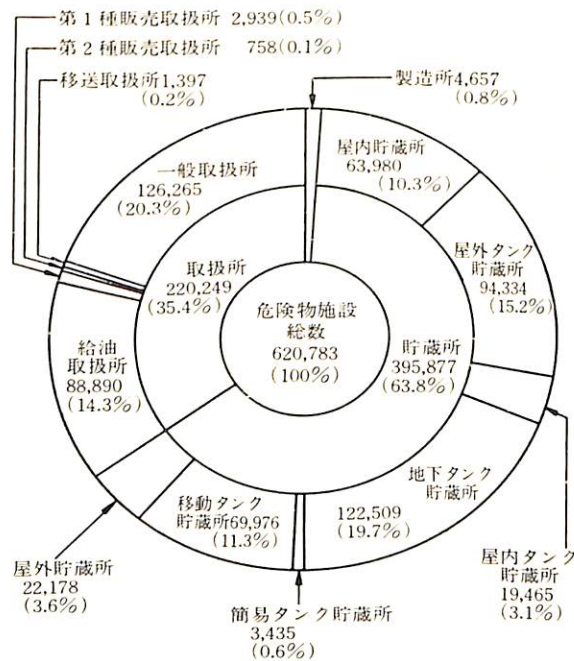 第1種販売取扱所 2,939(0.5%)
第2種販売取扱所 758(0.1%)
移送取扱所1,397
(0.2%)
製造所4,657
(0.8%)
一般取扱所
126,265
(20.3%)
屋内貯蔵所
63,980
(10.3%)
屋外タンク
貯蔵所
94,334
(15.2%)
取扱所
220,249
(35.4%)
危険物施設
総数
620,783
(100%)
貯蔵所
395,877
(63.8%)
給油
取扱所
88,890
(14.3%)
地下タンク
貯蔵所
122,509
(19.7%)
移動タンク
貯蔵所69,976
(11.3%)
屋外貯蔵所
22,178
(3.6%)
簡易タンク貯蔵所
3,435
(0.6%)
屋内タンク
貯蔵所
19,465
(3.1%)